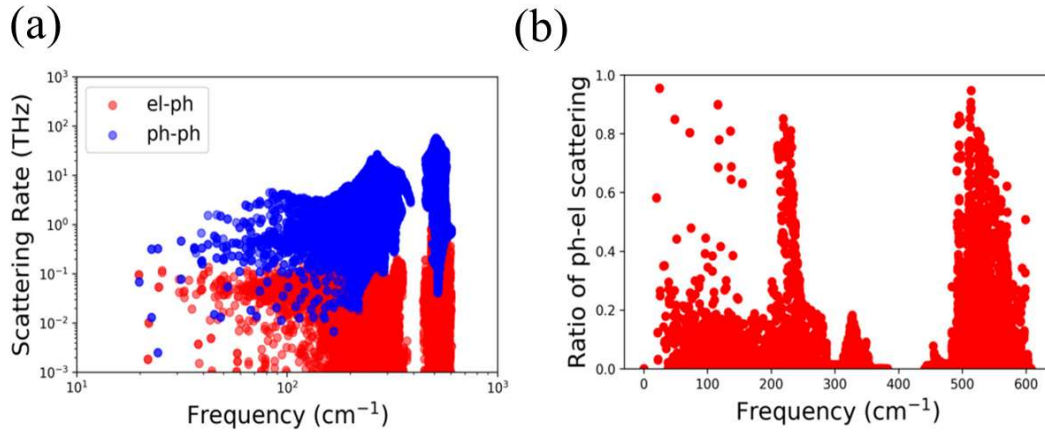 (a)
(b)
Scattering Rate (THz)
10³
10²
10¹
10⁰
10⁻¹
10⁻²
10⁻³
el-ph
ph-ph
10¹
10²
10³
Frequency (cm⁻¹)
Ratio of ph-el scattering
1.0
0.8
0.6
0.4
0.2
0.0
0
100
200
300
400
500
600
Frequency (cm⁻¹)